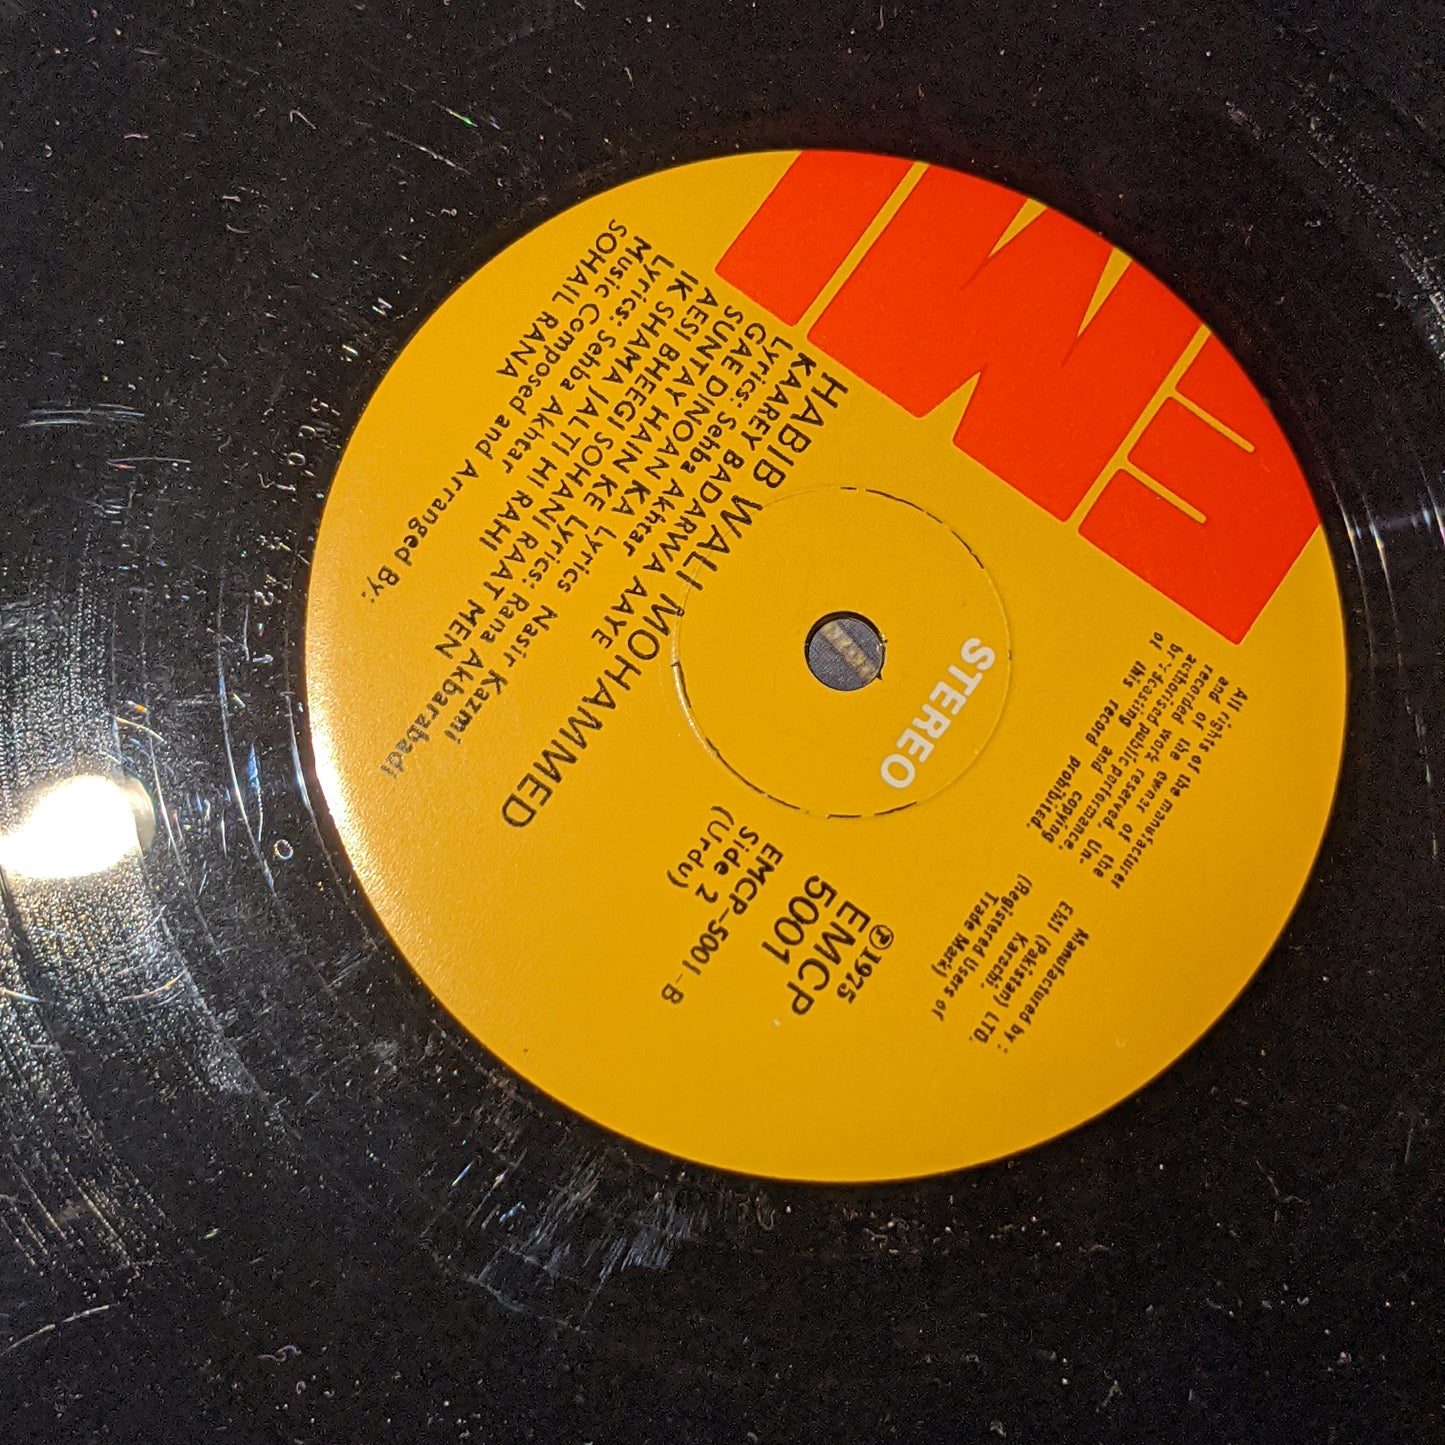 EMI
All rights of the manufacturer
and of the owner of the
recorded work reserved. Un-
authorised public performance,
broadcasting and copying
of this record prohibited.
Manufactured by:
EMI (Pakistan) LTD.
Karachi.
(Registered Users of
Trade Mark)
STEREO
℗1975
EMCP
5001
EMCP-5001-B
Side 2
(Urdu)
HABIB WALI MOHAMMED
KAAREY BADARWA AAYE
Lyrics: Sehba Akhtar
GAE DINOAN KA Lyrics Nasir Kazmi
SUNTAY HAIN KE Lyrics: Rana Akbarabadi
AESI BHEEGI SOHANI RAAT MEN
IK SHAMA JALTI HI RAHI
Lyrics: Sehba Akhtar
Music Composed and Arranged By:
SOHAIL RANA